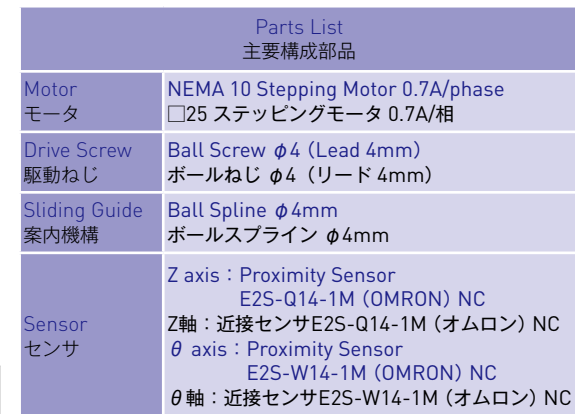 Parts List
主要構成部品
Motor
モータ
NEMA 10 Stepping Motor 0.7A/phase
□25 ステッピングモータ 0.7A/相
Drive Screw
駆動ねじ
Ball Screw φ4 (Lead 4mm)
ボールねじ φ4（リード 4mm）
Sliding Guide
案内機構
Ball Spline φ4mm
ボールスプライン φ4mm
Sensor
センサ
Z axis：Proximity Sensor
E2S-Q14-1M (OMRON) NC
Z軸：近接センサE2S-Q14-1M（オムロン）NC
θ axis：Proximity Sensor
E2S-W14-1M (OMRON) NC
θ軸：近接センサE2S-W14-1M（オムロン）NC